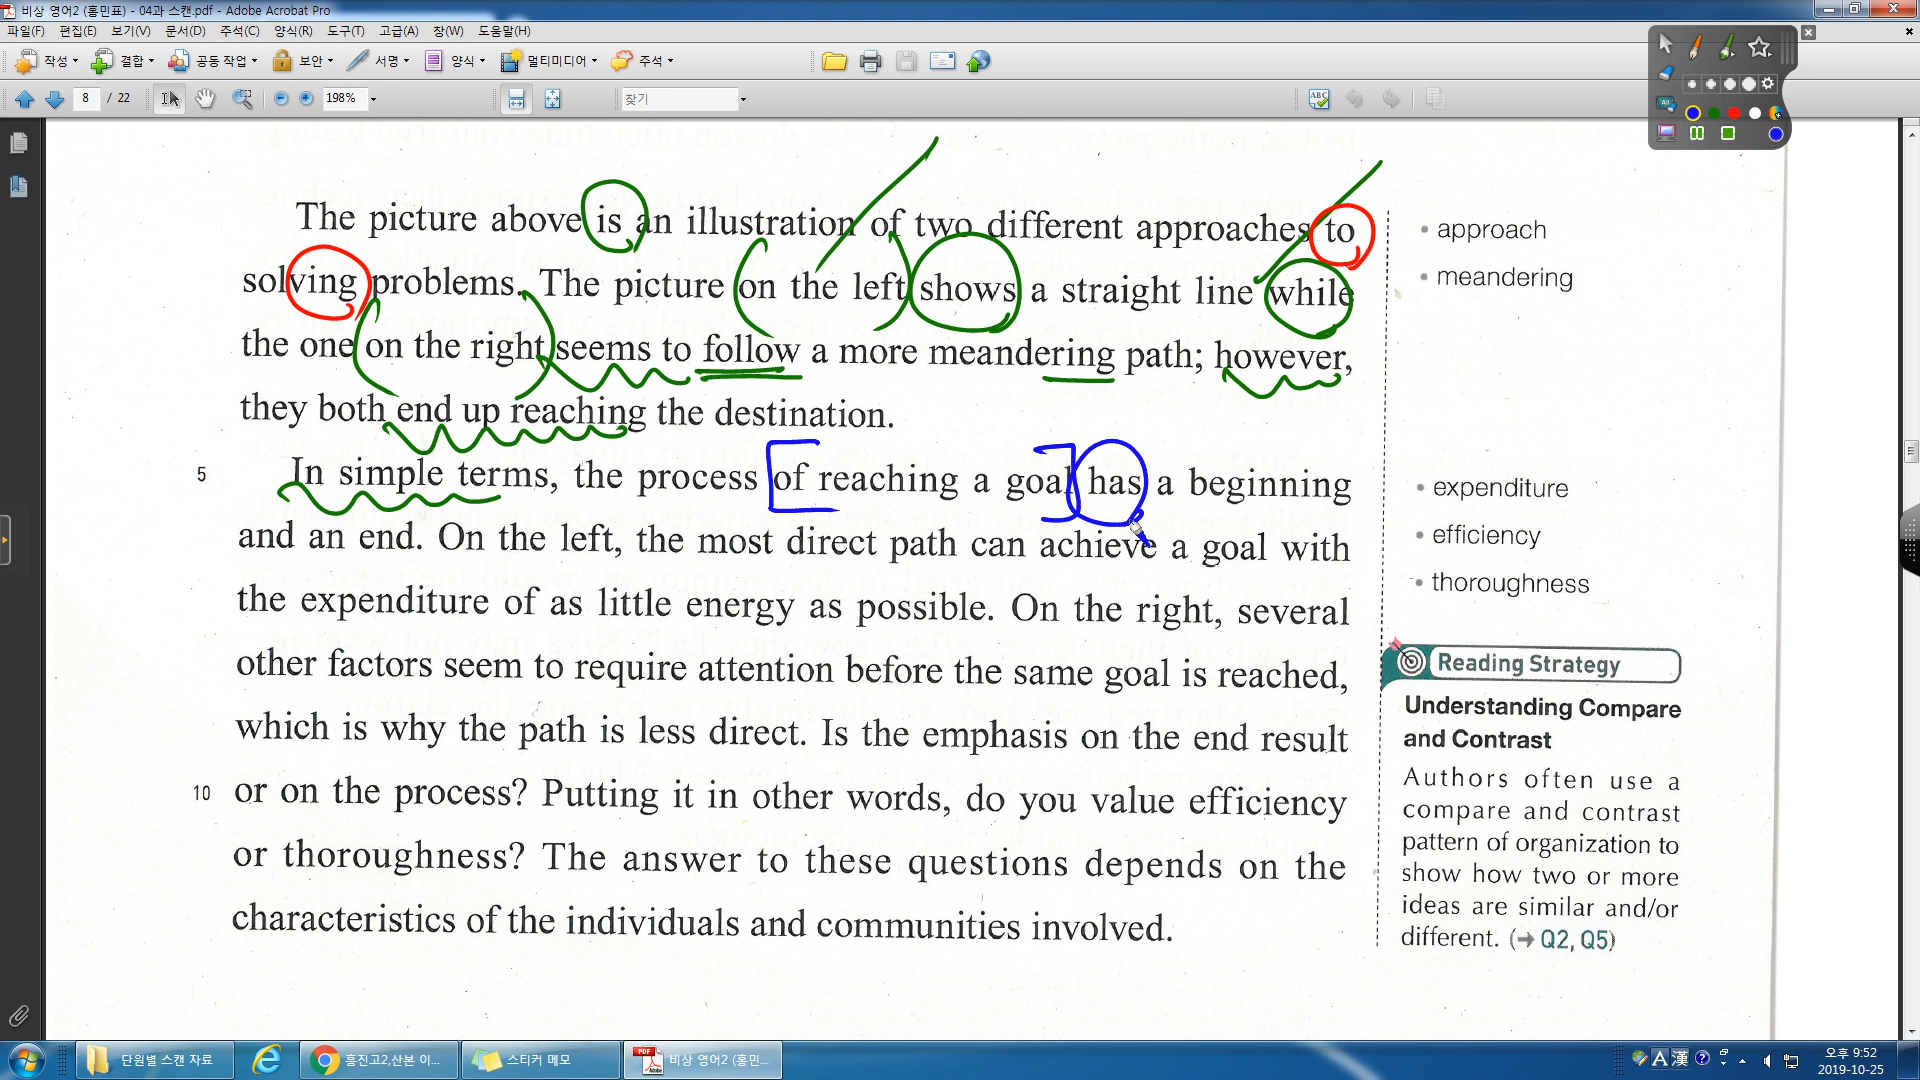 비상 영어2 (홍민표) - 04과 스캔.pdf - Adobe Acrobat Pro
파일(F) 편집(E) 보기(V) 문서(D) 주석(C) 양식(R) 도구(T) 고급(A) 창(W) 도움말(H)
작성 결합 공동 작업 보안 서명 양식 멀티미디어 주석
8 / 22 198% 찾기
The picture above is an illustration of two different approaches to
solving problems. The picture on the left shows a straight line while
the one on the right seems to follow a more meandering path; however,
they both end up reaching the destination.
5 In simple terms, the process of reaching a goal has a beginning
and an end. On the left, the most direct path can achieve a goal with
the expenditure of as little energy as possible. On the right, several
other factors seem to require attention before the same goal is reached,
which is why the path is less direct. Is the emphasis on the end result
10 or on the process? Putting it in other words, do you value efficiency
or thoroughness? The answer to these questions depends on the
characteristics of the individuals and communities involved.
• approach
• meandering
• expenditure
• efficiency
• thoroughness
Reading Strategy
Understanding Compare
and Contrast
Authors often use a
compare and contrast
pattern of organization to
show how two or more
ideas are similar and/or
different. (→ Q2, Q5)
단원별 스캔 자료
흥진고2,산본 이...
스티커 메모
비상 영어2 (홍민...
A 漢
오후 9:52
2019-10-25